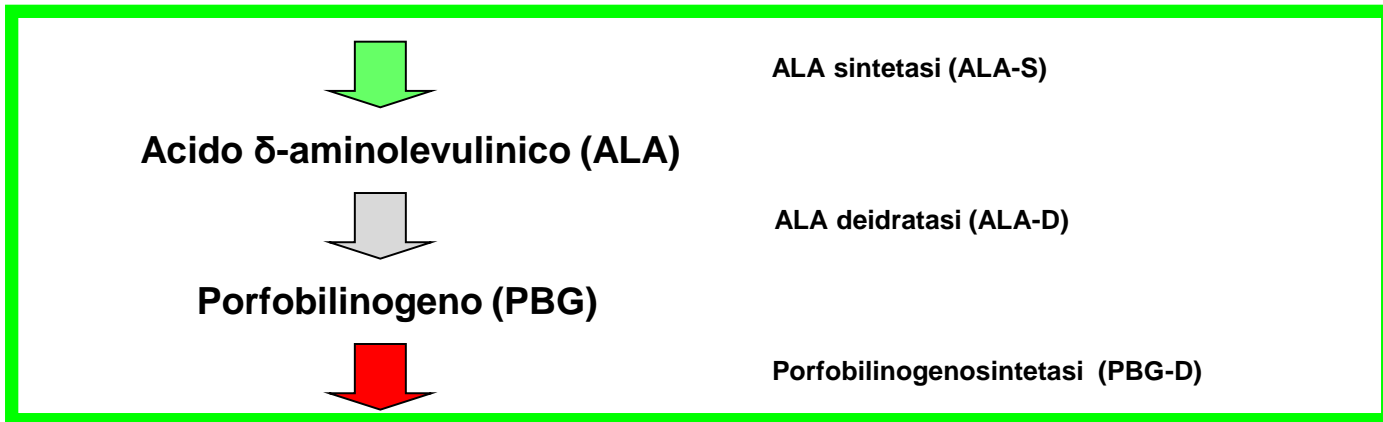 ALA sintetasi (ALA-S)
Acido δ-aminolevulinico (ALA)
ALA deidratasi (ALA-D)
Porfobilinogeno (PBG)
Porfobilinogenosintetasi (PBG-D)